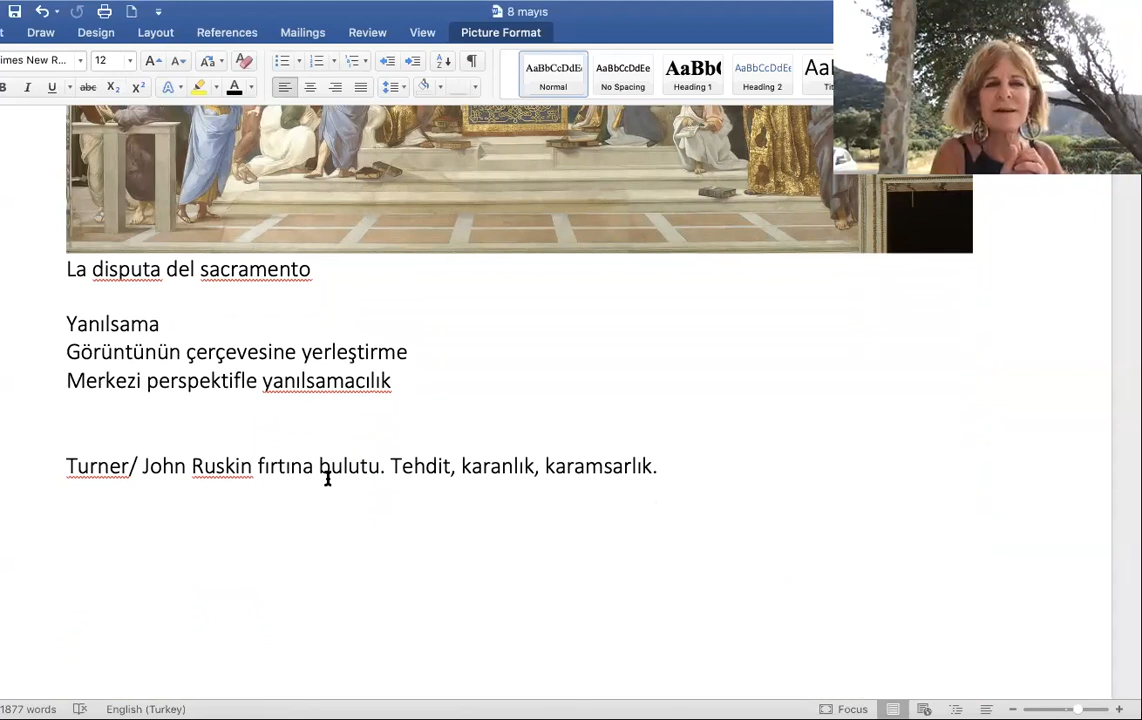 8 mayıs
Draw Design Layout References Mailings Review View Picture Format
imes New R... 12
AaBbCcDdE AaBbCcDdEe AaBb( AaBbCcDdEe
Normal No Spacing Heading 1 Heading 2
La disputa del sacramento
Yanılsama
Görüntünün çerçevesine yerleştirme
Merkezi perspektifle yanılsamacılık
Turner/ John Ruskin fırtına bulutu. Tehdit, karanlık, karamsarlık.
1877 words English (Turkey) Focus